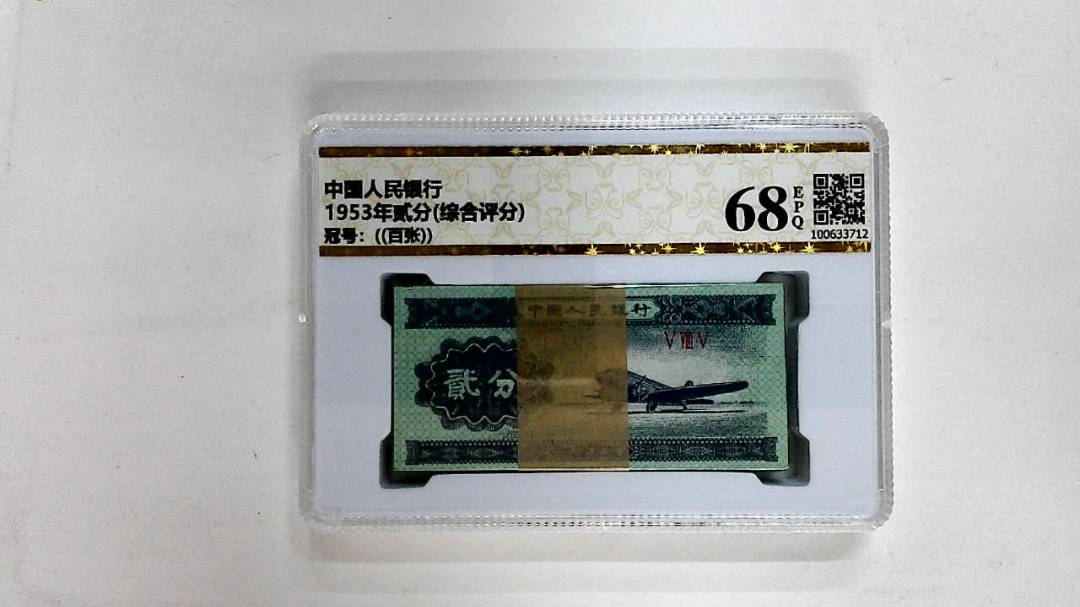 中国人民银行
1953年贰分(综合评分)
冠号：((百张))
68
EPQ
100633712
中国人民银行
V VIII V
贰分